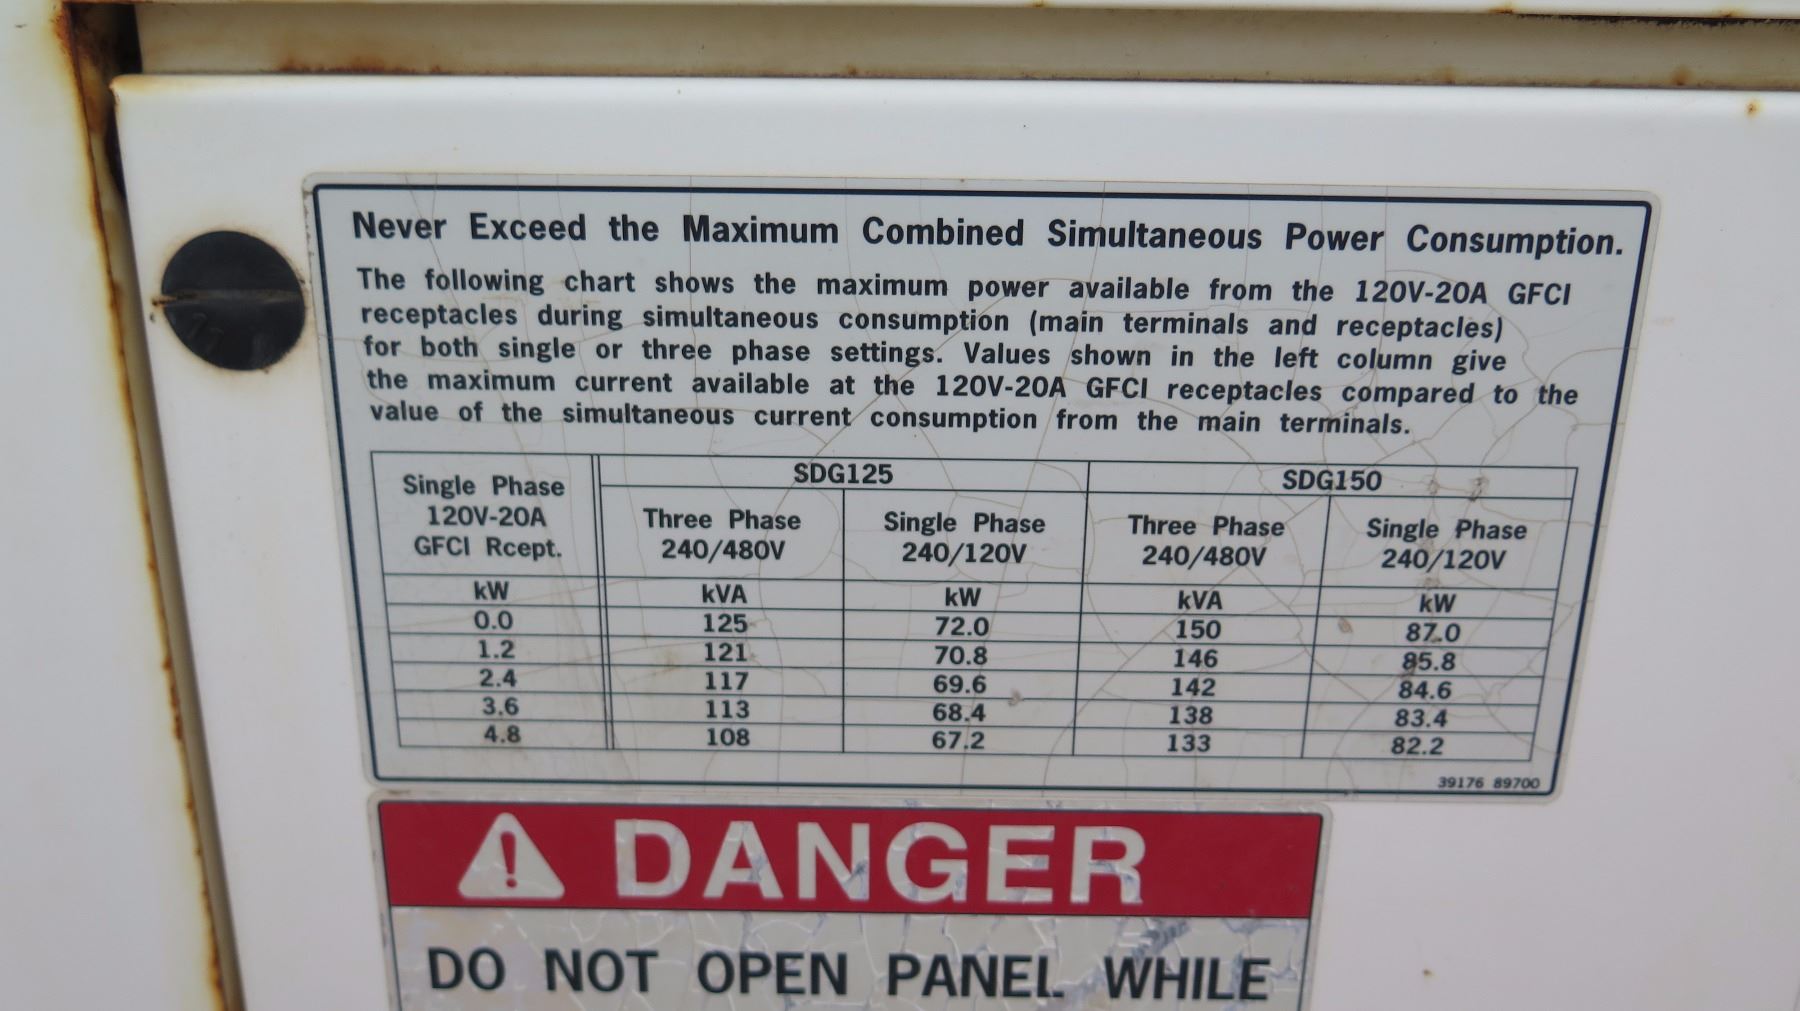 Never Exceed the Maximum Combined Simultaneous Power Consumption.
The following chart shows the maximum power available from the 120V-20A GFCI
receptacles during simultaneous consumption (main terminals and receptacles)
for both single or three phase settings. Values shown in the left column give
the maximum current available at the 120V-20A GFCI receptacles compared to the
value of the simultaneous current consumption from the main terminals.
SDG125 SDG150
Single Phase
120V-20A
GFCI Rcept.
Three Phase
240/480V
Single Phase
240/120V
Three Phase
240/480V
Single Phase
240/120V
kW kVA kW kVA kW
0.0 125 72.0 150 87.0
1.2 121 70.8 146 85.8
2.4 117 69.6 142 84.6
3.6 113 68.4 138 83.4
4.8 108 67.2 133 82.2
39176 89700
DANGER
DO NOT OPEN PANEL WHILE